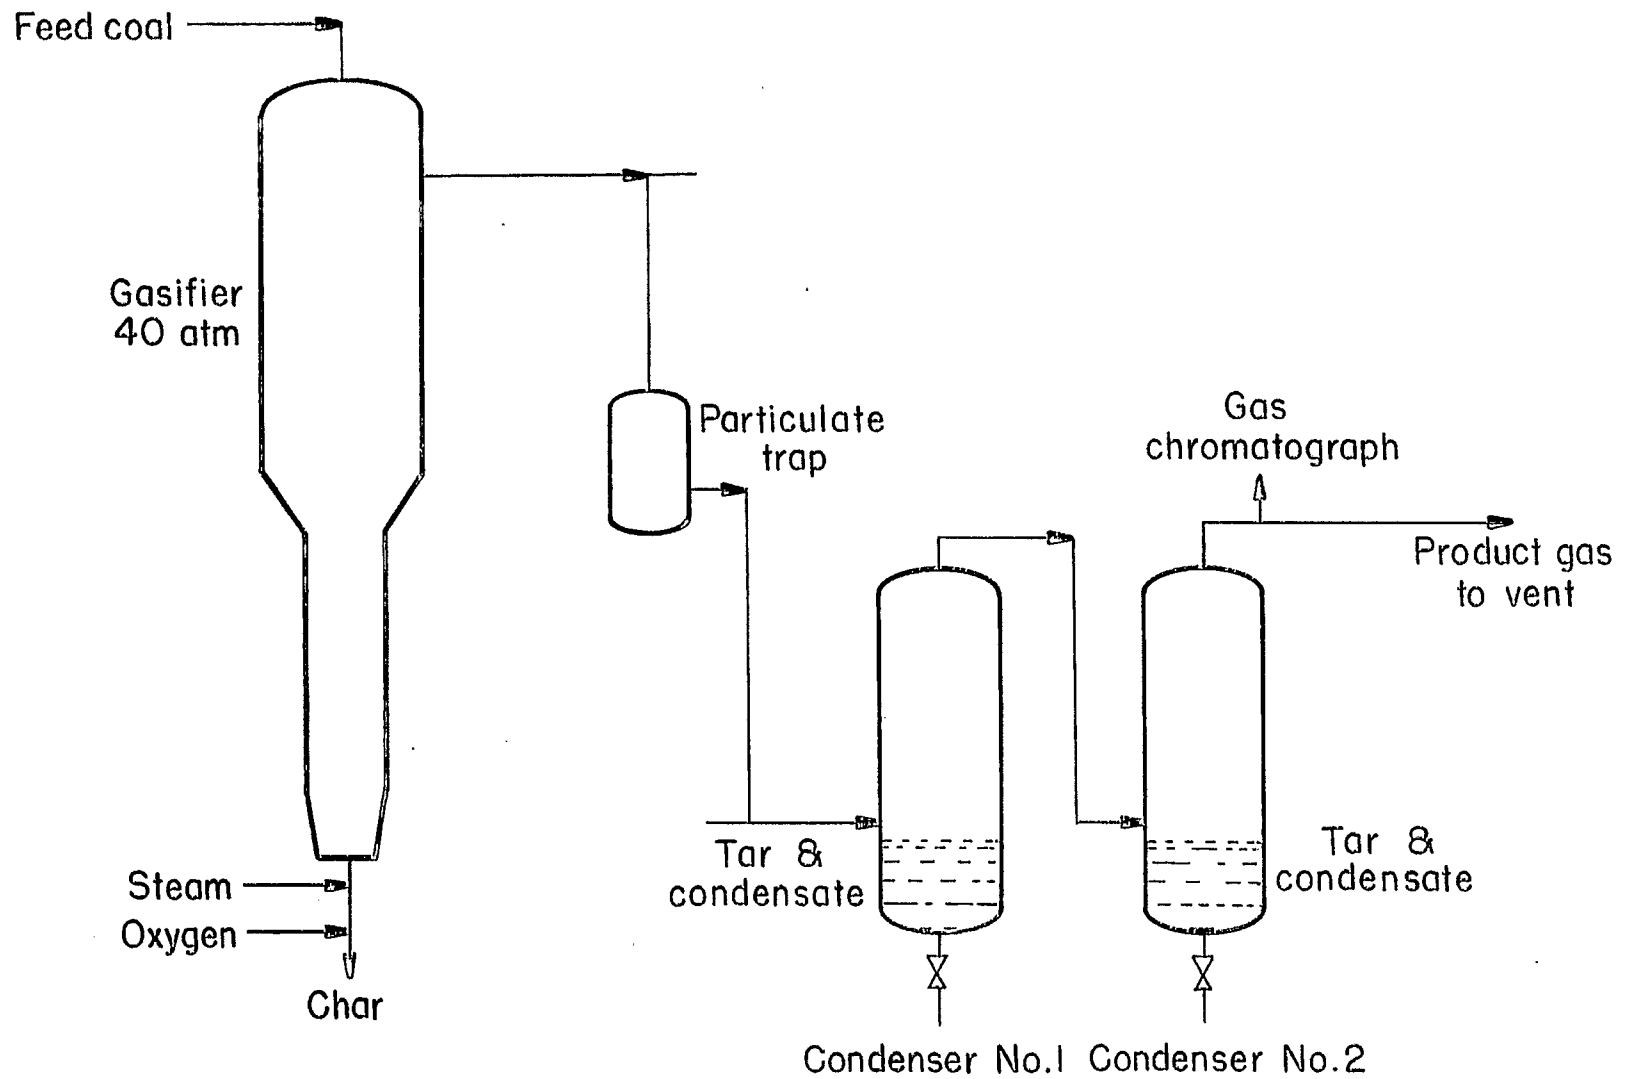 Feed coal
Gasifier
40 atm
Particulate
trap
Gas
chromatograph
Product gas
to vent
Tar &
condensate
Tar &
condensate
Steam
Oxygen
Char
Condenser No.1
Condenser No.2